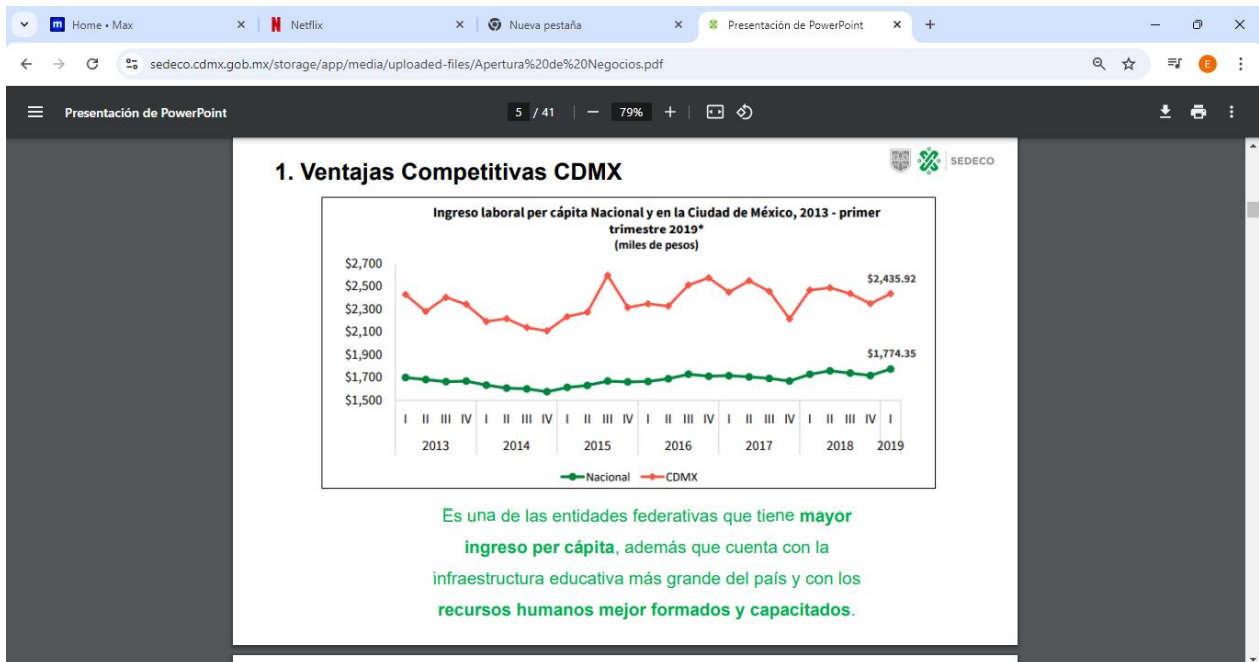 Home • Max
Netflix
Nueva pestaña
Presentación de PowerPoint
sedeco.cdmx.gob.mx/storage/app/media/uploaded-files/Apertura%20de%20Negocios.pdf
E
Presentación de PowerPoint
5 / 41
79%
1. Ventajas Competitivas CDMX
SEDECO
Ingreso laboral per cápita Nacional y en la Ciudad de México, 2013 - primer
trimestre 2019*
(miles de pesos)
$2,700
$2,500
$2,300
$2,100
$1,900
$1,700
$1,500
$2,435.92
$1,774.35
I II III IV I II III IV I II III IV I II III IV I II III IV I II III IV I
2013 2014 2015 2016 2017 2018 2019
Nacional CDMX
Es una de las entidades federativas que tiene mayor
ingreso per cápita, además que cuenta con la
infraestructura educativa más grande del país y con los
recursos humanos mejor formados y capacitados.